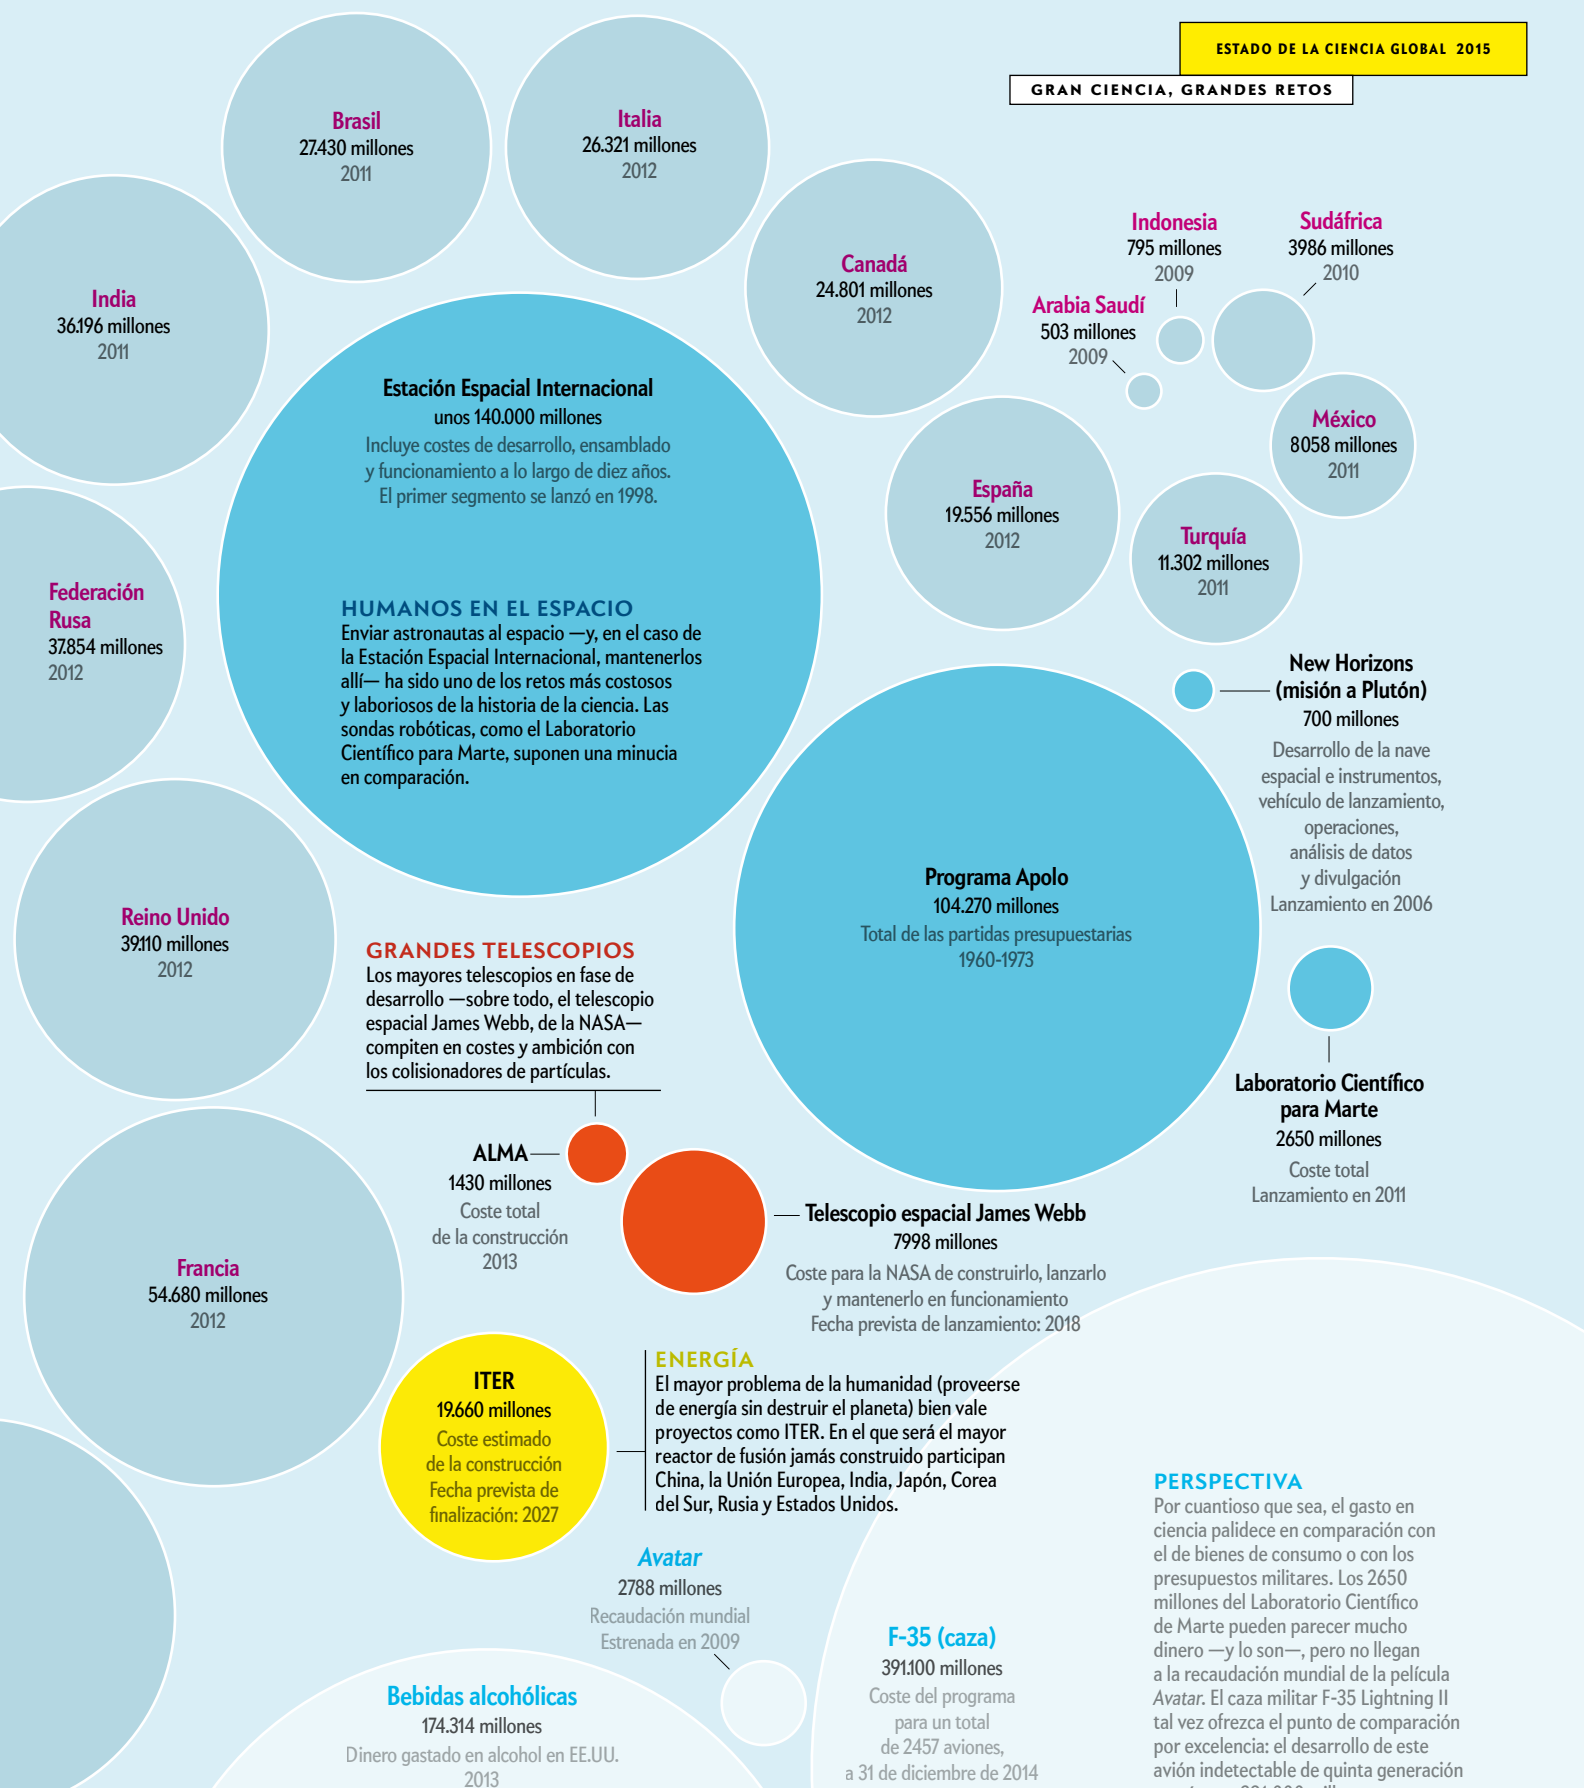 ESTADO DE LA CIENCIA GLOBAL 2015
GRAN CIENCIA, GRANDES RETOS
Brasil
27.430 millones
2011
Italia
26.321 millones
2012
Canadá
24.801 millones
2012
Indonesia
795 millones
2009
Sudáfrica
3986 millones
2010
Arabia Saudí
503 millones
2009
India
36.196 millones
2011
México
8058 millones
2011
España
19.556 millones
2012
Turquía
11.302 millones
2011
Estación Espacial Internacional
unos 140.000 millones
Incluye costes de desarrollo, ensamblado
y funcionamiento a lo largo de diez años.
El primer segmento se lanzó en 1998.
HUMANOS EN EL ESPACIO
Enviar astronautas al espacio —y, en el caso de
la Estación Espacial Internacional, mantenerlos
allí— ha sido uno de los retos más costosos
y laboriosos de la historia de la ciencia. Las
sondas robóticas, como el Laboratorio
Científico para Marte, suponen una minucia
en comparación.
Federación
Rusa
37.854 millones
2012
New Horizons
(misión a Plutón)
700 millones
Desarrollo de la nave
espacial e instrumentos,
vehículo de lanzamiento,
operaciones,
análisis de datos
y divulgación
Lanzamiento en 2006
Programa Apolo
104.270 millones
Total de las partidas presupuestarias
1960-1973
Reino Unido
39.110 millones
2012
GRANDES TELESCOPIOS
Los mayores telescopios en fase de
desarrollo —sobre todo, el telescopio
espacial James Webb, de la NASA—
compiten en costes y ambición con
los colisionadores de partículas.
Laboratorio Científico
para Marte
2650 millones
Coste total
Lanzamiento en 2011
ALMA
1430 millones
Coste total
de la construcción
2013
Telescopio espacial James Webb
7998 millones
Coste para la NASA de construirlo, lanzarlo
y mantenerlo en funcionamiento
Fecha prevista de lanzamiento: 2018
Francia
54.680 millones
2012
ITER
19.660 millones
Coste estimado
de la construcción
Fecha prevista de
finalización: 2027
ENERGÍA
El mayor problema de la humanidad (proveerse
de energía sin destruir el planeta) bien vale
proyectos como ITER. En el que será el mayor
reactor de fusión jamás construido participan
China, la Unión Europea, India, Japón, Corea
del Sur, Rusia y Estados Unidos.
Avatar
2788 millones
Recaudación mundial
Estrenada en 2009
Bebidas alcohólicas
174.314 millones
Dinero gastado en alcohol en EE.UU.
2013
F-35 (caza)
391.100 millones
Coste del programa
para un total
de 2457 aviones,
a 31 de diciembre de 2014
PERSPECTIVA
Por cuantioso que sea, el gasto en
ciencia palidece en comparación con
el de bienes de consumo o con los
presupuestos militares. Los 2650
millones del Laboratorio Científico
de Marte pueden parecer mucho
dinero —y lo son—, pero no llegan
a la recaudación mundial de la película
Avatar. El caza militar F-35 Lightning II
tal vez ofrezca el punto de comparación
por excelencia: el desarrollo de este
avión indetectable de quinta generación